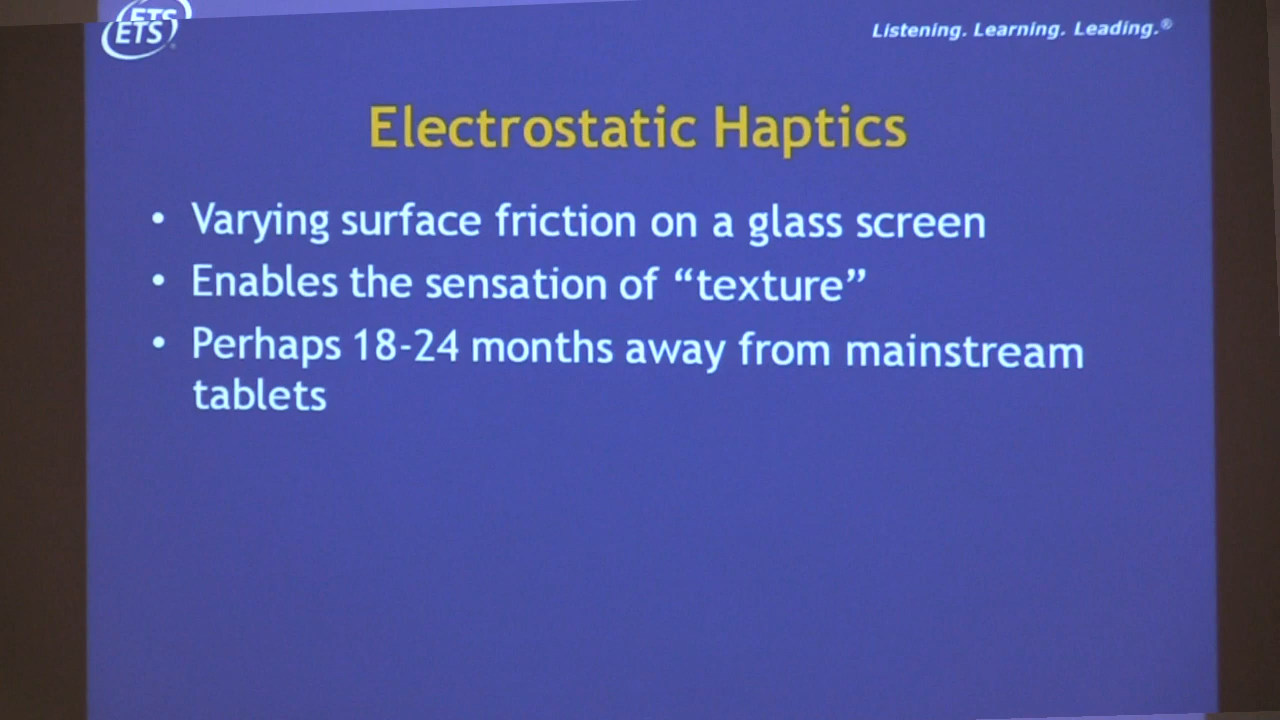 ETS
ETS
Listening. Learning. Leading.®
Electrostatic Haptics
• Varying surface friction on a glass screen
• Enables the sensation of “texture”
• Perhaps 18-24 months away from mainstream
tablets